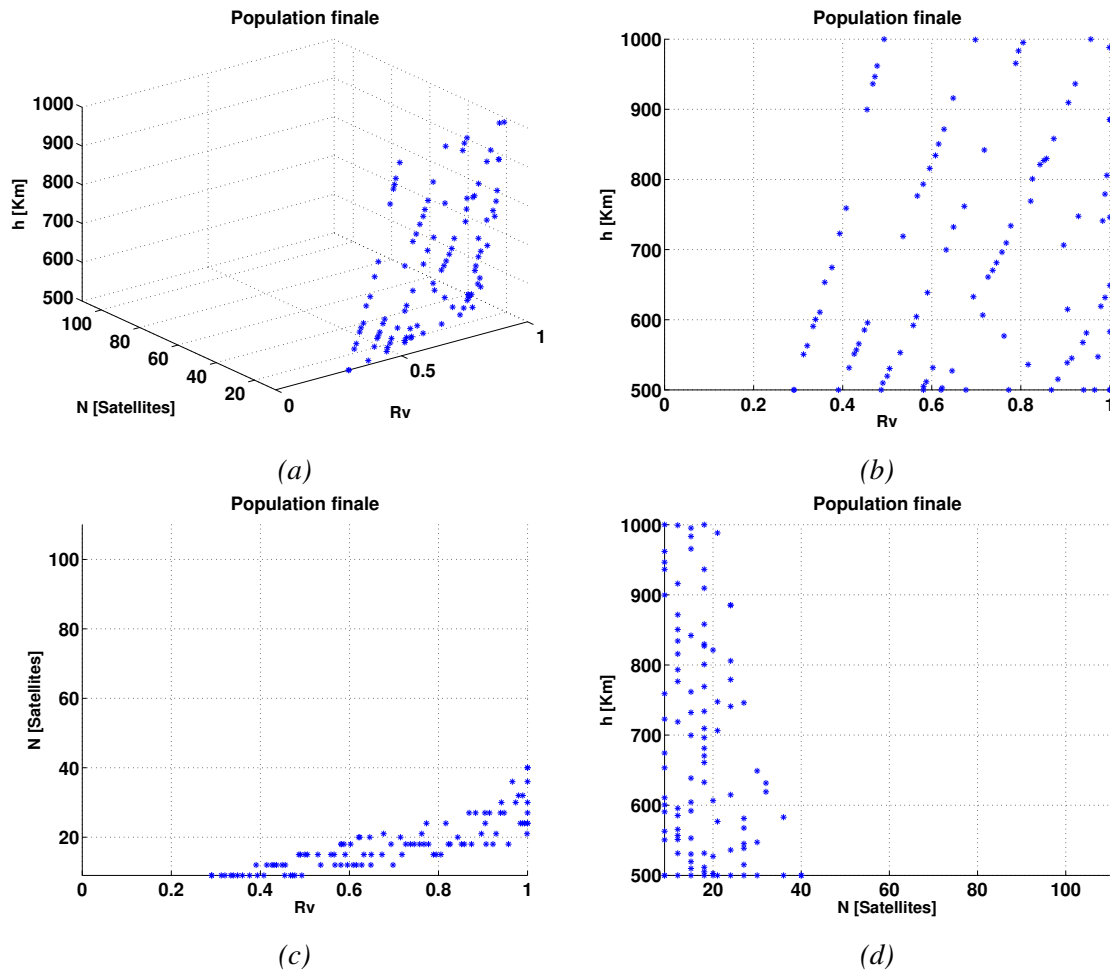 Population finale
1000
900
800
700
600
500
h [Km]
100
80
60
40
20
N [Satellites]
0
0.5
1
Rv
(a)
Population finale
1000
900
800
700
600
500
h [Km]
0 0.2 0.4 0.6 0.8 1
Rv
(b)
Population finale
100
80
60
40
20
N [Satellites]
0 0.2 0.4 0.6 0.8 1
Rv
(c)
Population finale
1000
900
800
700
600
500
h [Km]
20 40 60 80 100
N [Satellites]
(d)